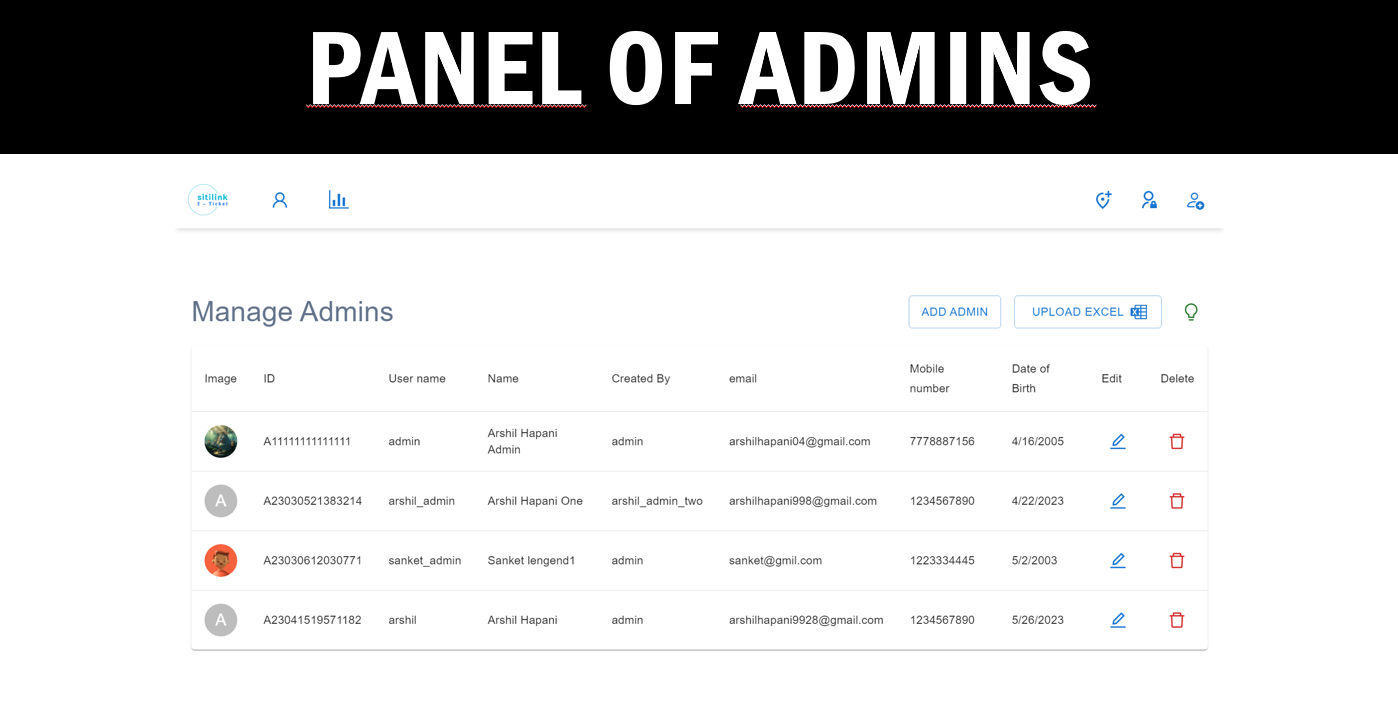 PANEL OF ADMINS
sitilink
E - Ticket
Manage Admins
ADD ADMIN
UPLOAD EXCEL
Image ID User name Name Created By email Mobile number Date of Birth Edit Delete
A11111111111111 admin Arshil Hapani Admin admin arshilhapani04@gmail.com 7778887156 4/16/2005
A A23030521383214 arshil_admin Arshil Hapani One arshil_admin_two arshilhapani998@gmail.com 1234567890 4/22/2023
A23030612030771 sanket_admin Sanket lengend1 admin sanket@gmil.com 1223334445 5/2/2003
A A23041519571182 arshil Arshil Hapani admin arshilhapani9928@gmail.com 1234567890 5/26/2023